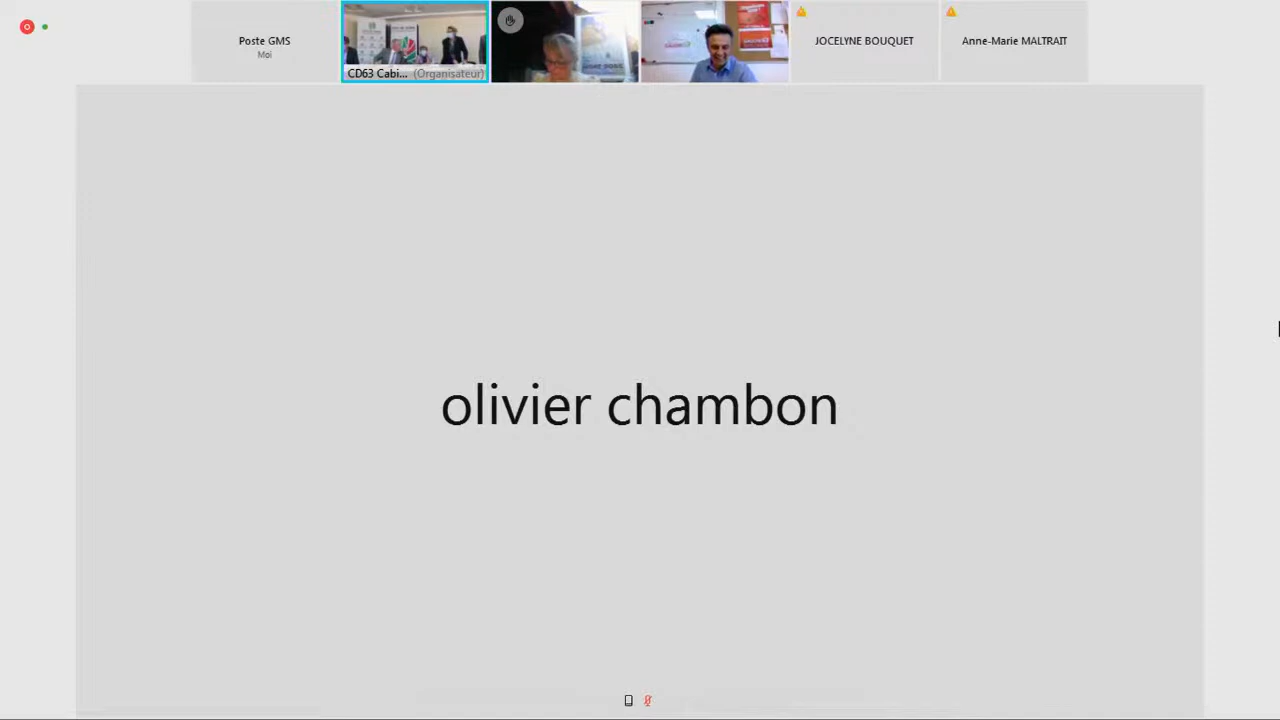 Poste GMS
Moi
CD63 Cabi... (Organisateur)
JOCELYNE BOUQUET
Anne-Marie MALTRAIT
olivier chambon